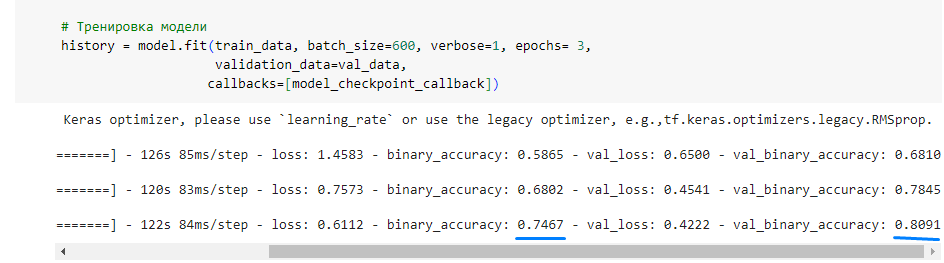 # Тренировка модели
history = model.fit(train_data, batch_size=600, verbose=1, epochs= 3,
validation_data=val_data,
callbacks=[model_checkpoint_callback])
Keras optimizer, please use `learning_rate` or use the legacy optimizer, e.g.,tf.keras.optimizers.legacy.RMSprop.
=======] - 126s 85ms/step - loss: 1.4583 - binary_accuracy: 0.5865 - val_loss: 0.6500 - val_binary_accuracy: 0.6810
=======] - 120s 83ms/step - loss: 0.7573 - binary_accuracy: 0.6802 - val_loss: 0.4541 - val_binary_accuracy: 0.7845
=======] - 122s 84ms/step - loss: 0.6112 - binary_accuracy: 0.7467 - val_loss: 0.4222 - val_binary_accuracy: 0.8091